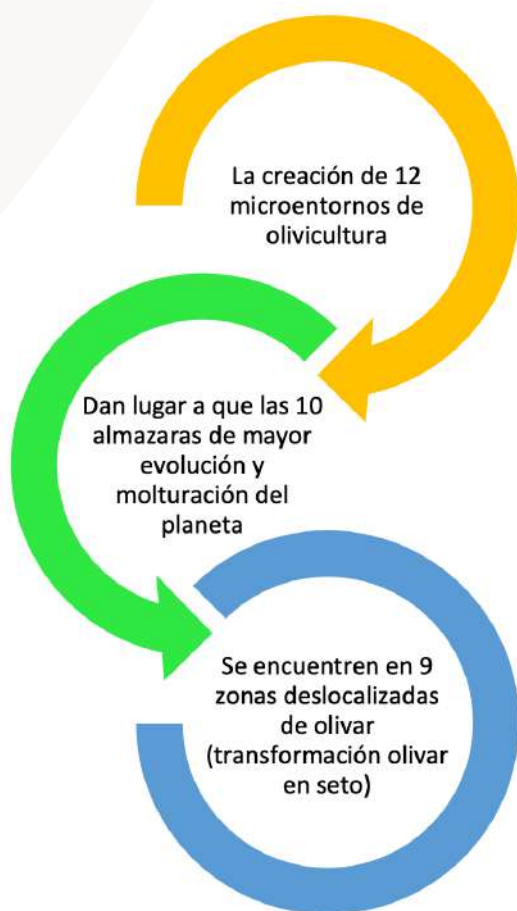 La creación de 12
microentornos de
olivicultura
Dan lugar a que las 10
almazaras de mayor
evolución y
molturación del
planeta
Se encuentren en 9
zonas deslocalizadas
de olivar
(transformación olivar
en seto)